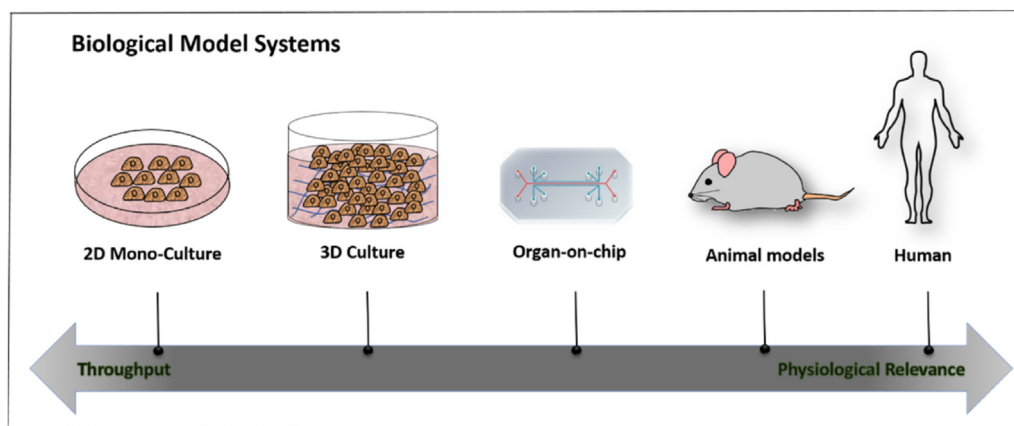 Biological Model Systems
2D Mono-Culture
3D Culture
Organ-on-chip
Animal models
Human
Throughput
Physiological Relevance